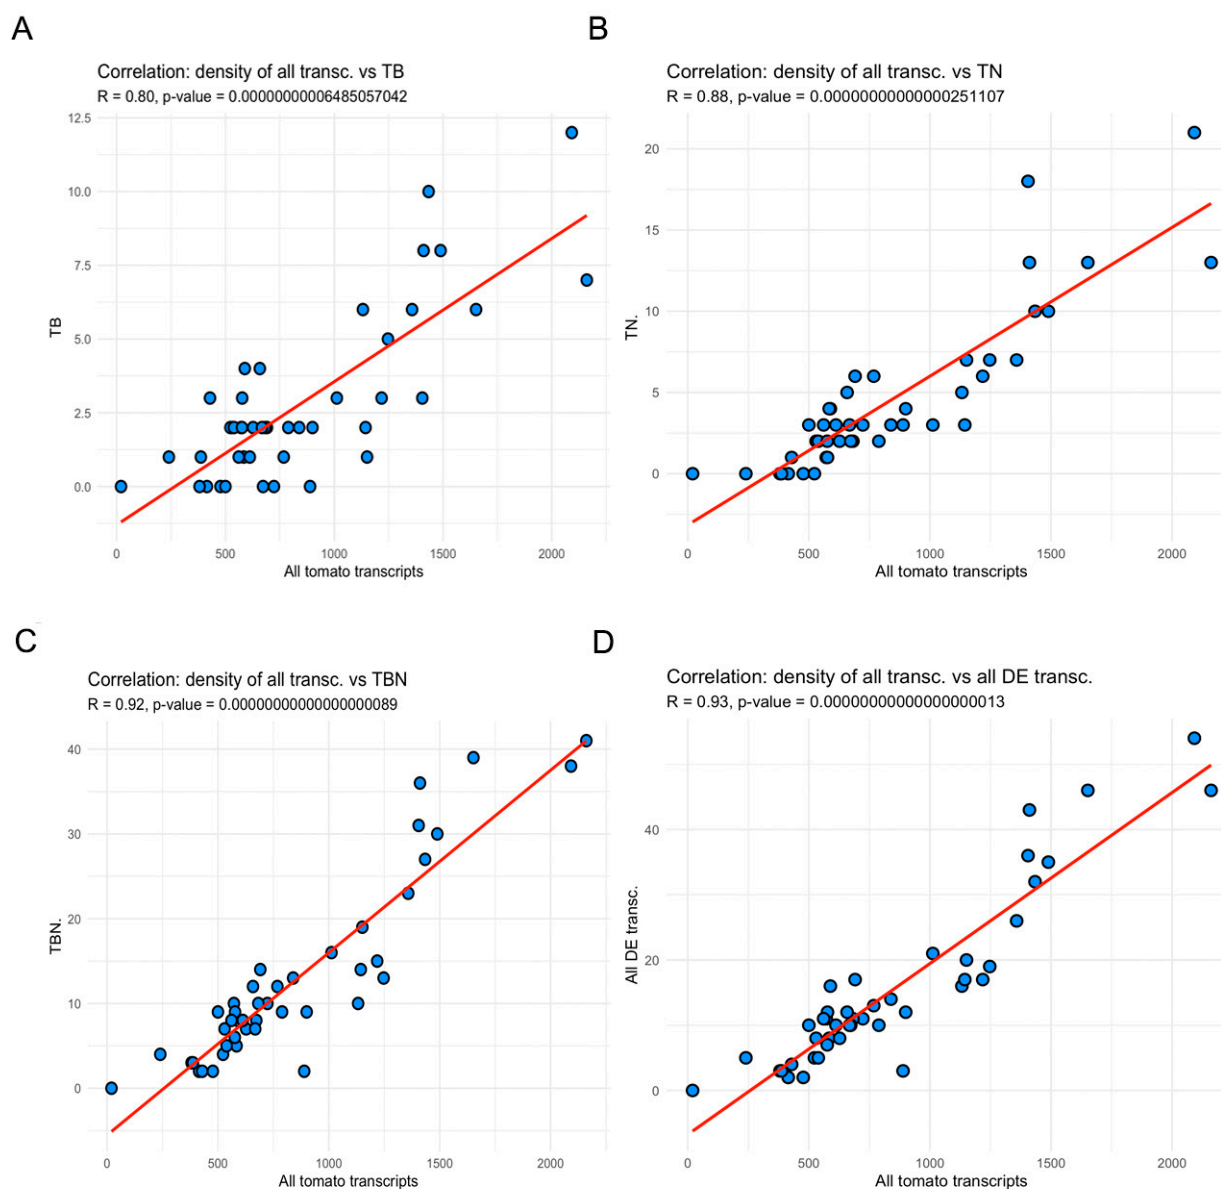 A
Correlation: density of all transc. vs TB
R = 0.80, p-value = 0.00000000006485057042
12.5
10.0
7.5
5.0
2.5
0.0
TB
0 500 1000 1500 2000
All tomato transcripts
B
Correlation: density of all transc. vs TN
R = 0.88, p-value = 0.00000000000000251107
20
15
10
5
0
TN.
0 500 1000 1500 2000
All tomato transcripts
C
Correlation: density of all transc. vs TBN
R = 0.92, p-value = 0.00000000000000000089
40
30
20
10
0
TBN.
0 500 1000 1500 2000
All tomato transcripts
D
Correlation: density of all transc. vs all DE transc.
R = 0.93, p-value = 0.00000000000000000013
40
20
0
All DE transc.
0 500 1000 1500 2000
All tomato transcripts